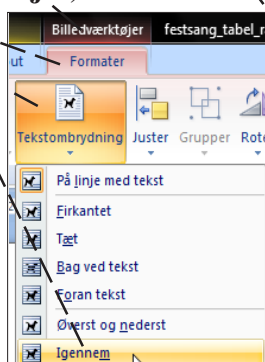 Billedværktøjer festsang_tabel_r
ut Formater
Tekstombrydning Juster Grupper Rote
På linje med tekst
Firkantet
Tæt
Bag ved tekst
Foran tekst
Øverst og nederst
Igennem